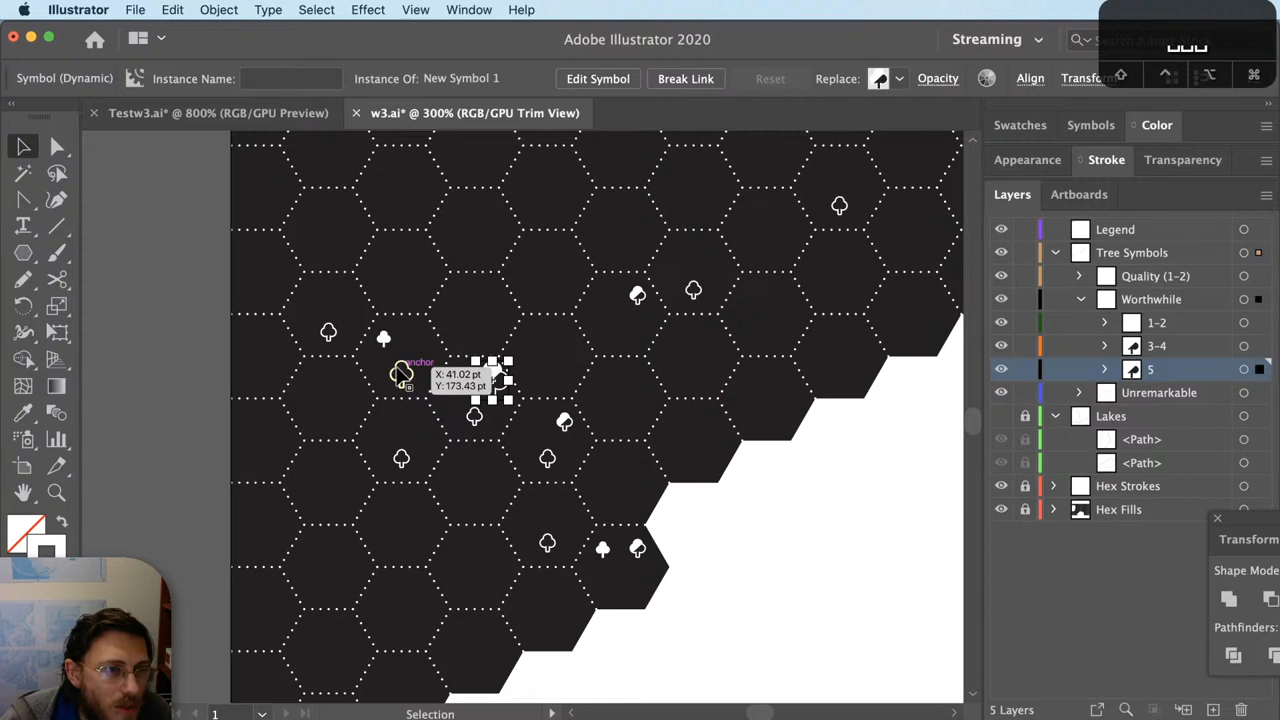 Illustrator File Edit Object Type Select Effect View Window Help
Adobe Illustrator 2020
Streaming
Symbol (Dynamic) Instance Name: Instance Of: New Symbol 1 Edit Symbol Break Link Reset Replace: Opacity Align Transform
Testw3.ai* @ 800% (RGB/GPU Preview) w3.ai* @ 300% (RGB/GPU Trim View)
Swatches Symbols Color
Appearance Stroke Transparency
Layers Artboards
Legend
Tree Symbols
Quality (1-2)
Worthwhile
1-2
3-4
5
Unremarkable
Lakes
<Path>
<Path>
Hex Strokes
Hex Fills
anchor
X: 41.02 pt
Y: 173.43 pt
Transform
Shape Mode
Pathfinders:
1 Selection
5 Layers